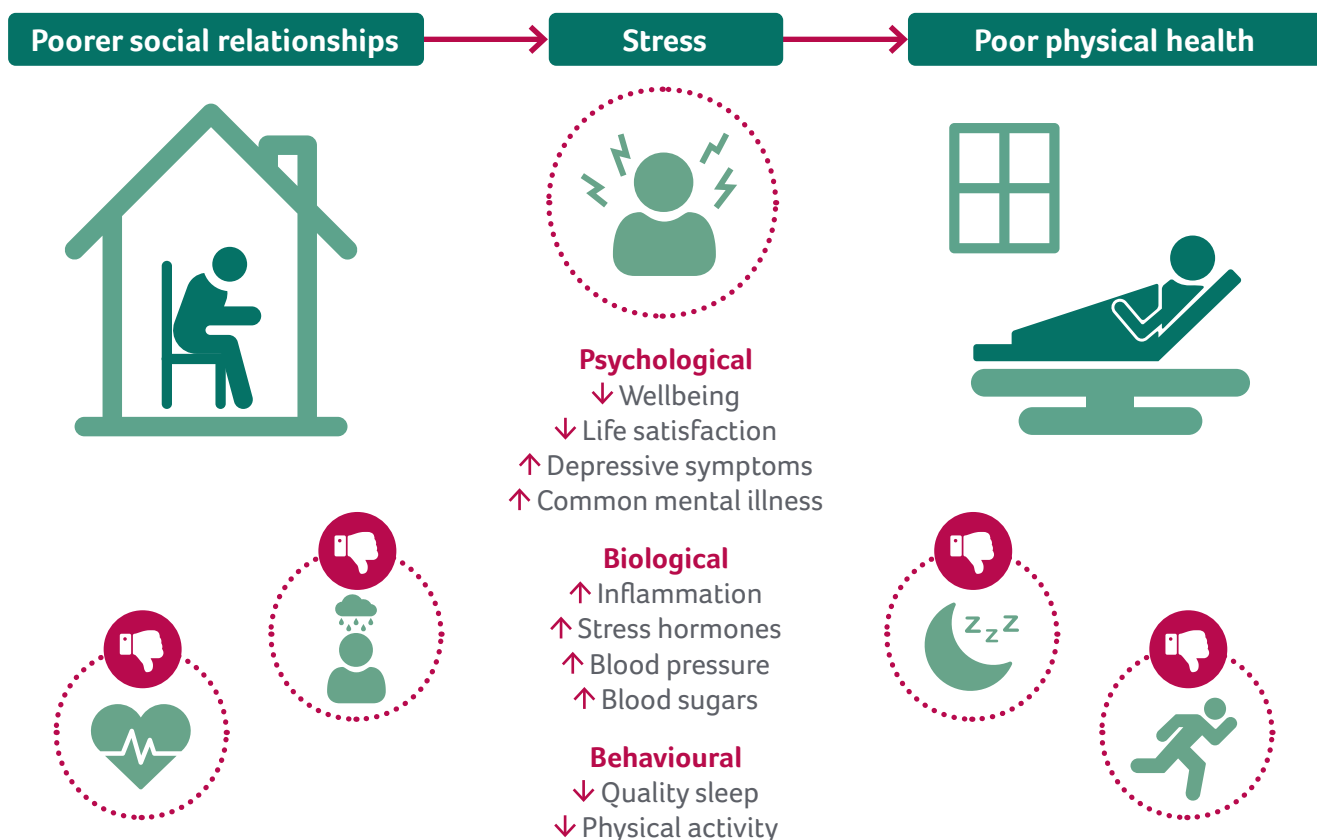 Poorer social relationships
Stress
Poor physical health
Psychological
↓ Wellbeing
↓ Life satisfaction
↑ Depressive symptoms
↑ Common mental illness
Biological
↑ Inflammation
↑ Stress hormones
↑ Blood pressure
↑ Blood sugars
Behavioural
↓ Quality sleep
↓ Physical activity
z z z